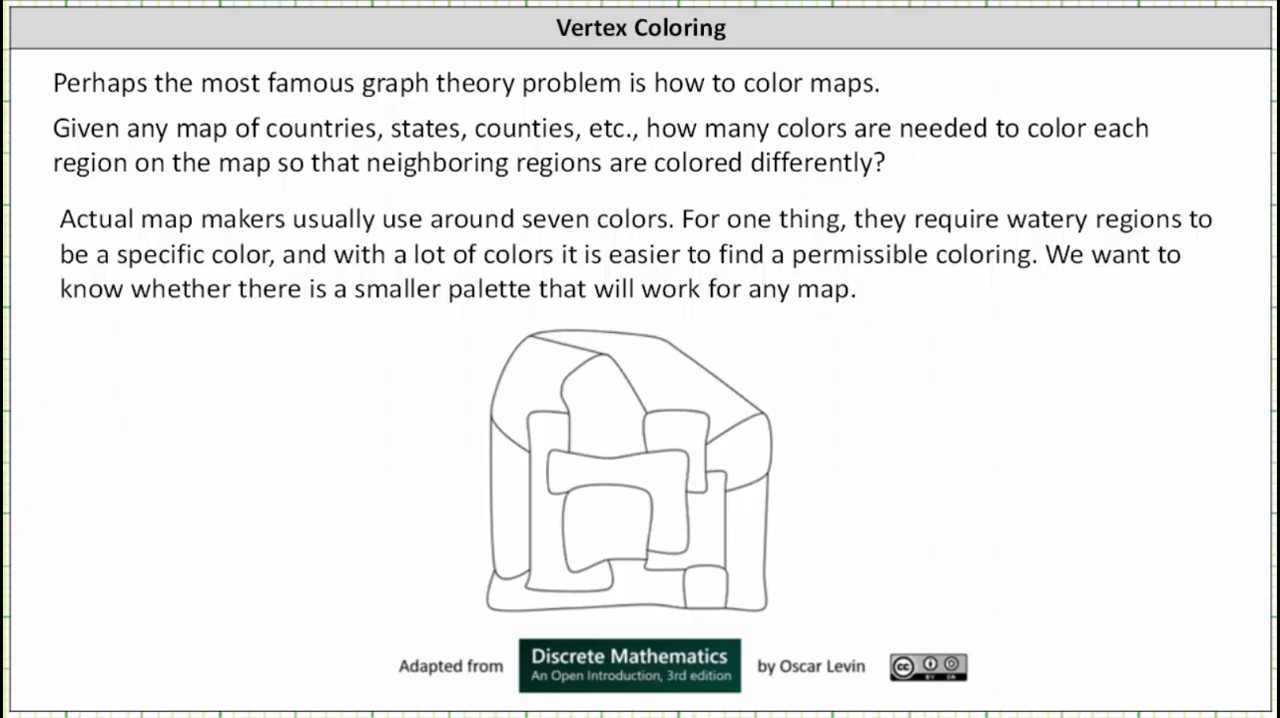 Vertex Coloring
Perhaps the most famous graph theory problem is how to color maps.
Given any map of countries, states, counties, etc., how many colors are needed to color each
region on the map so that neighboring regions are colored differently?
Actual map makers usually use around seven colors. For one thing, they require watery regions to
be a specific color, and with a lot of colors it is easier to find a permissible coloring. We want to
know whether there is a smaller palette that will work for any map.
Adapted from
Discrete Mathematics
An Open Introduction, 3rd edition
by Oscar Levin
cc
BY SA